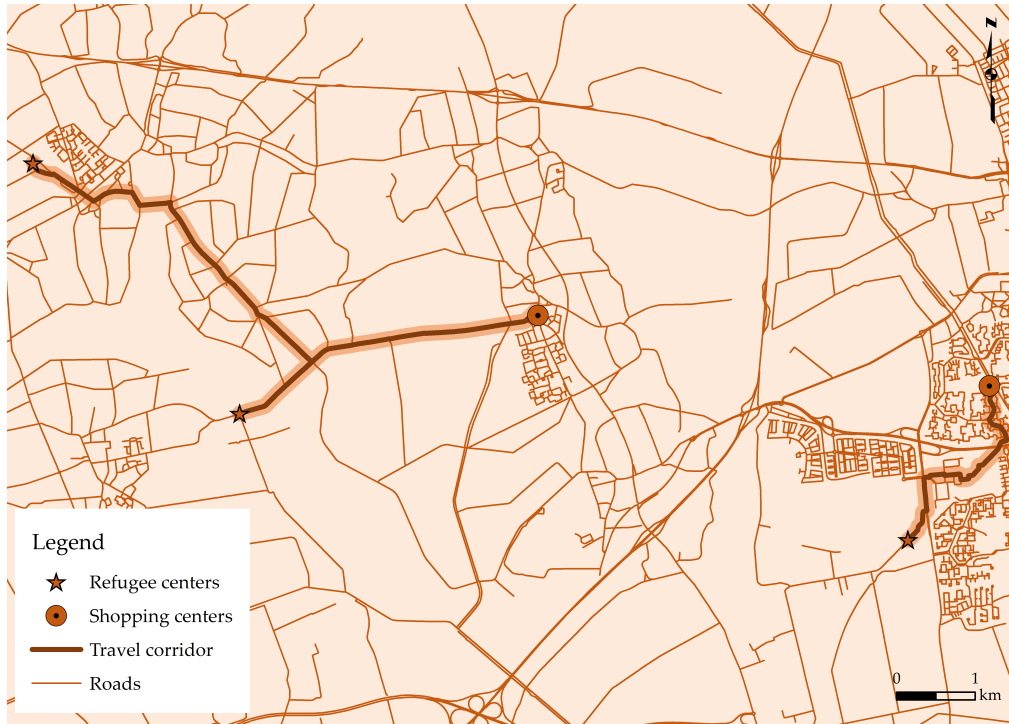 z
Legend
Refugee centers
Shopping centers
Travel corridor
Roads
0 1
km